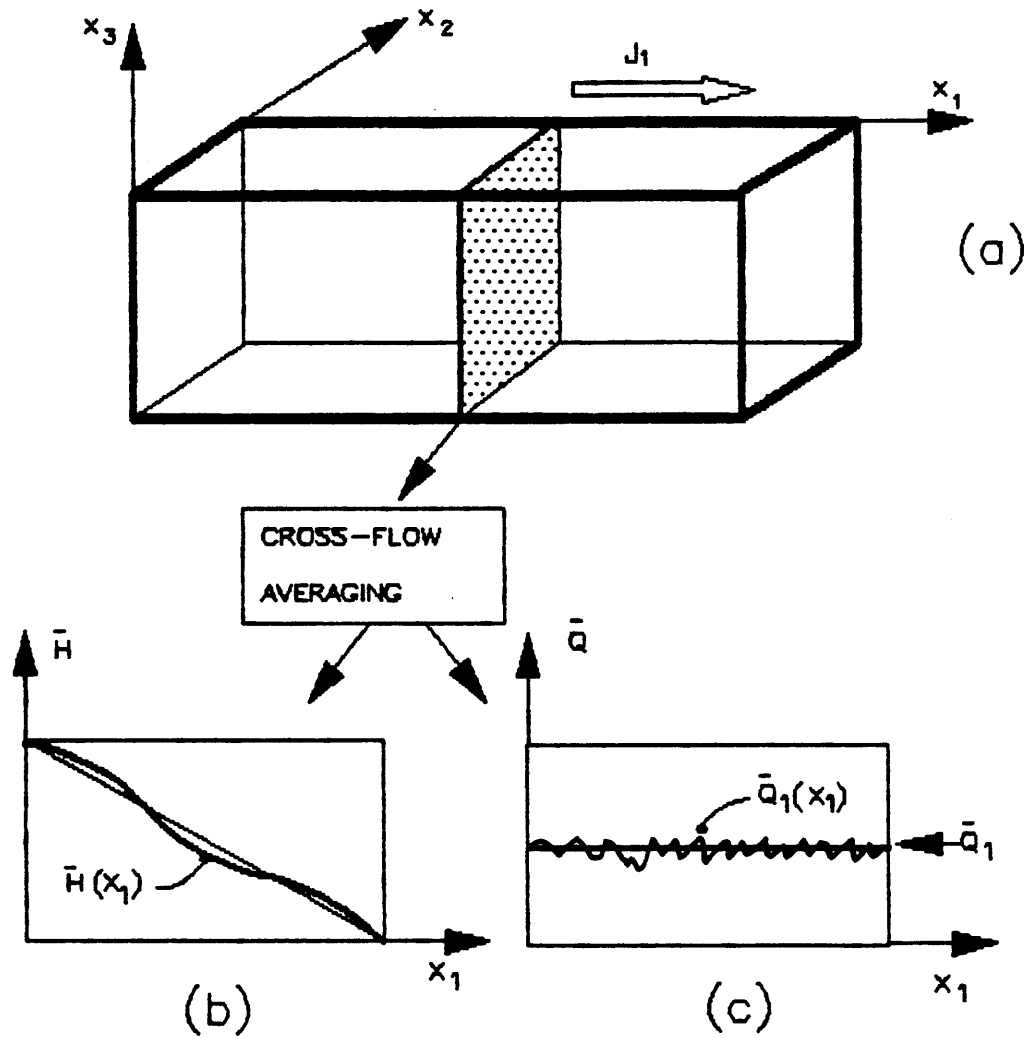 x₃
x₂
J₁
x₁
(a)
CROSS-FLOW
AVERAGING
H̄
Q̄
Q̄₁(x₁)
Q̄₁
H̄(x₁)
x₁
x₁
(b)
(c)